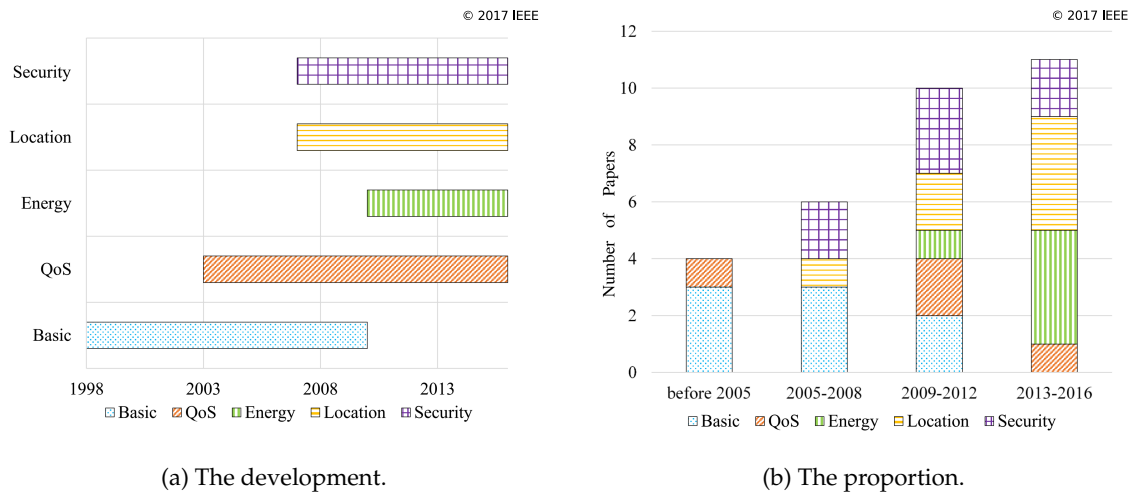 © 2017 IEEE
Security
Location
Energy
QoS
Basic
1998 2003 2008 2013
Basic QoS Energy Location Security
(a) The development.
© 2017 IEEE
Number of Papers
12
10
8
6
4
2
0
before 2005 2005-2008 2009-2012 2013-2016
Basic QoS Energy Location Security
(b) The proportion.